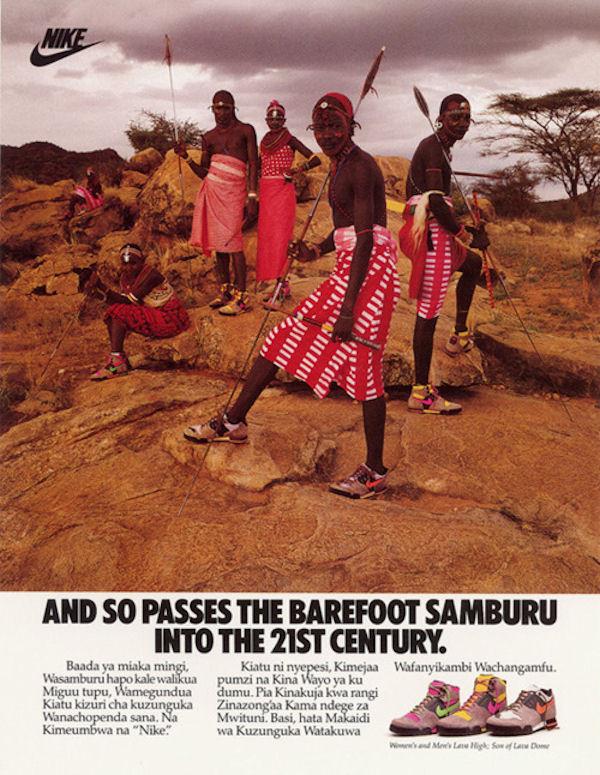 NIKE
AND SO PASSES THE BAREFOOT SAMBURU
INTO THE 21ST CENTURY.
Baada ya miaka mingi,
Wasamburu hapo kale walikua
Miguu tupu, Wamegundua
Kiatu kizuri cha kuzunguka
Wanachopenda sana. Na
Kimeumbwa na "Nike."
Kiatu ni nyepesi, Kimejaa
pumzi na Kina Wayo ya ku
dumu. Pia Kinakuja kwa rangi
Zinazong'aa Kama ndege za
Mwituni. Basi, hata Makaidi
wa Kuzunguka Watakuwa
Wafanyikambi Wachangamfu.
Women's and Men's Lava High; Son of Lava Dome